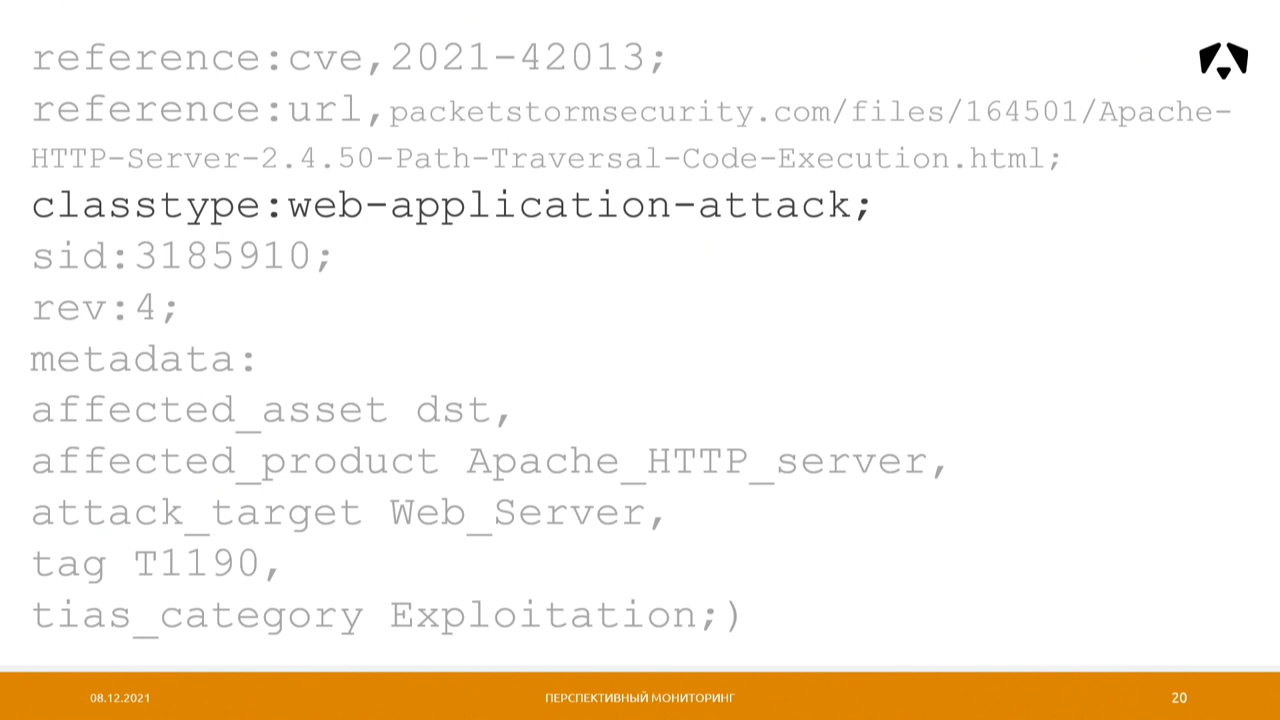 reference:cve,2021-42013;
reference:url,packetstormsecurity.com/files/164501/Apache-
HTTP-Server-2.4.50-Path-Traversal-Code-Execution.html;
classtype:web-application-attack;
sid:3185910;
rev:4;
metadata:
affected_asset dst,
affected_product Apache_HTTP_server,
attack_target Web_Server,
tag T1190,
tias_category Exploitation;)
08.12.2021 ПЕРСПЕКТИВНЫЙ МОНИТОРИНГ 20